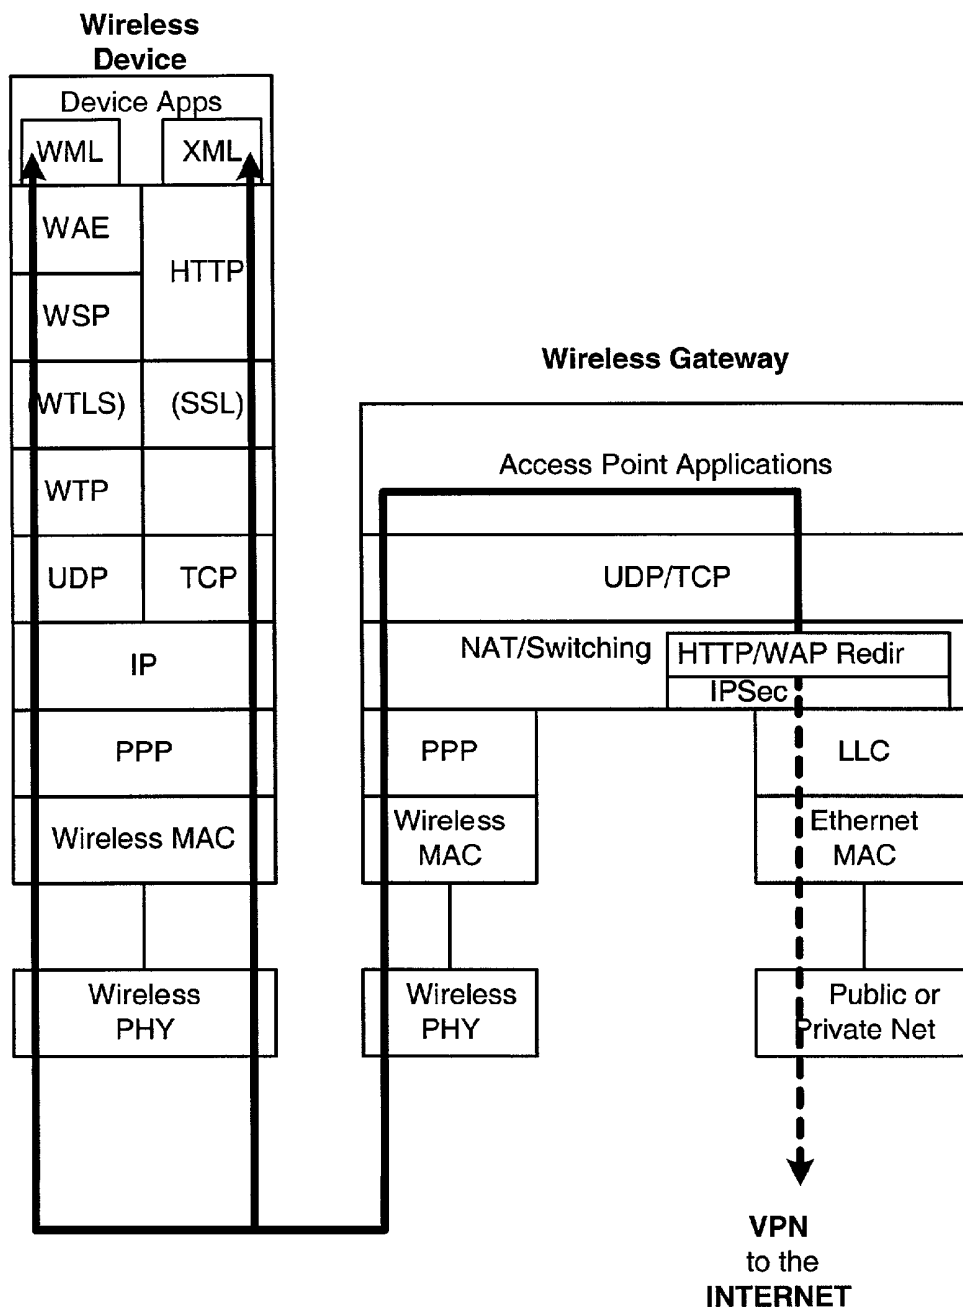 Wireless
Device
Device Apps
WML XML
WAE
HTTP
WSP
(WTLS) (SSL)
WTP
UDP TCP
IP
PPP
Wireless MAC
Wireless
PHY
Wireless Gateway
Access Point Applications
UDP/TCP
NAT/Switching
HTTP/WAP Redir
IPSec
PPP LLC
Wireless
MAC
Ethernet
MAC
Wireless
PHY
Public or
Private Net
VPN
to the
INTERNET